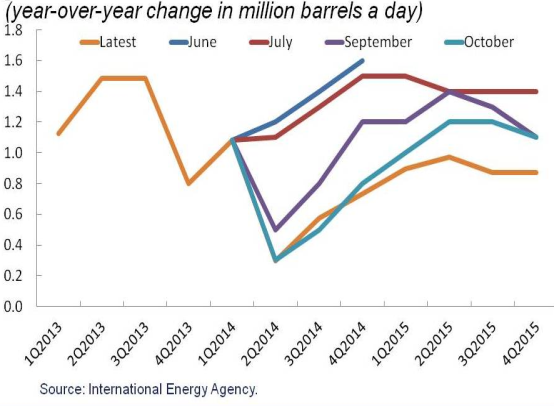 (year-over-year change in million barrels a day)
1.8
Latest June July September October
1.6
1.4
1.2
1.0
0.8
0.6
0.4
0.2
0.0
1Q2013 2Q2013 3Q2013 4Q2013 1Q2014 2Q2014 3Q2014 4Q2014 1Q2015 2Q2015 3Q2015 4Q2015
Source: International Energy Agency.